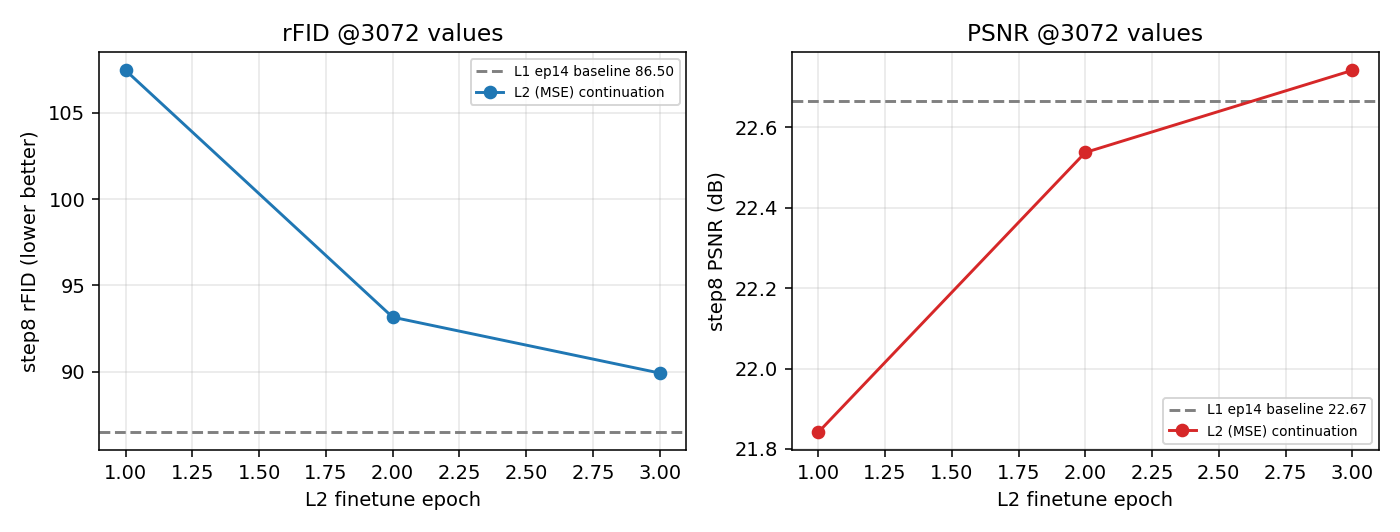 rFID @3072 values
step8 rFID (lower better)
105
100
95
90
L1 ep14 baseline 86.50
L2 (MSE) continuation
1.00 1.25 1.50 1.75 2.00 2.25 2.50 2.75 3.00
L2 finetune epoch
PSNR @3072 values
step8 PSNR (dB)
22.6
22.4
22.2
22.0
21.8
L1 ep14 baseline 22.67
L2 (MSE) continuation
1.00 1.25 1.50 1.75 2.00 2.25 2.50 2.75 3.00
L2 finetune epoch